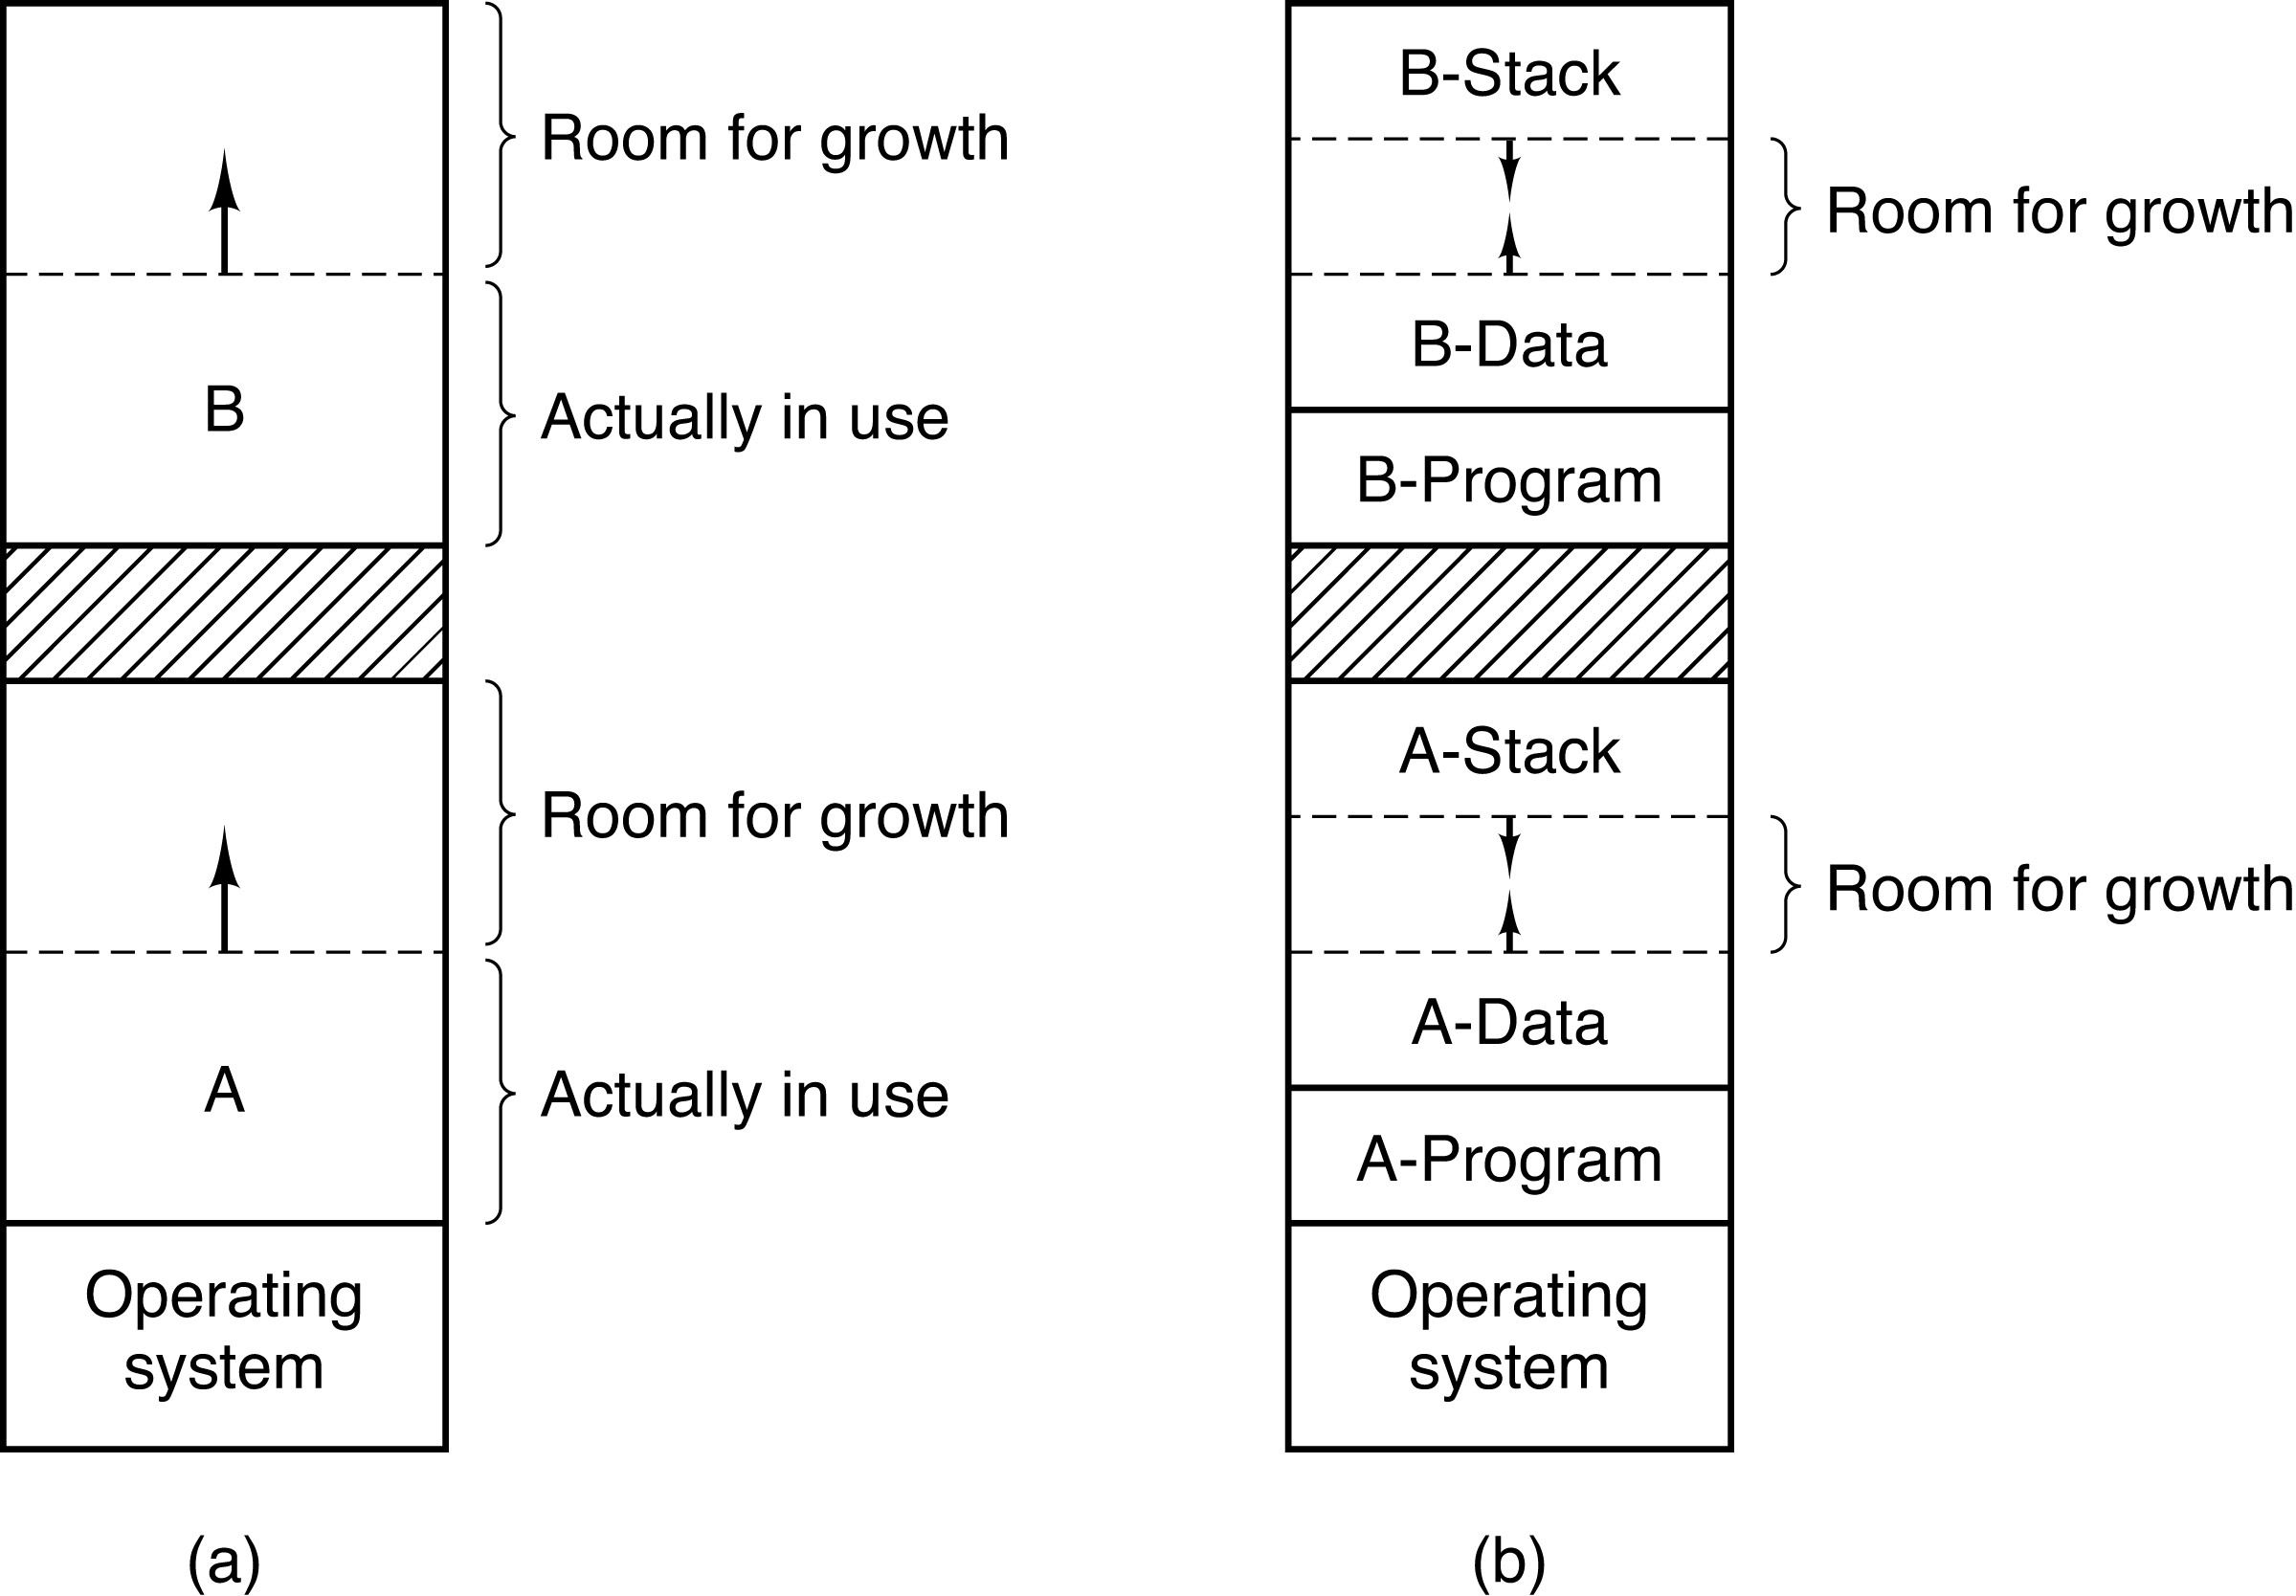 Room for growth
B
Actually in use
Room for growth
A
Actually in use
Operating
system
(a)
B-Stack
Room for growth
B-Data
B-Program
A-Stack
Room for growth
A-Data
A-Program
Operating
system
(b)